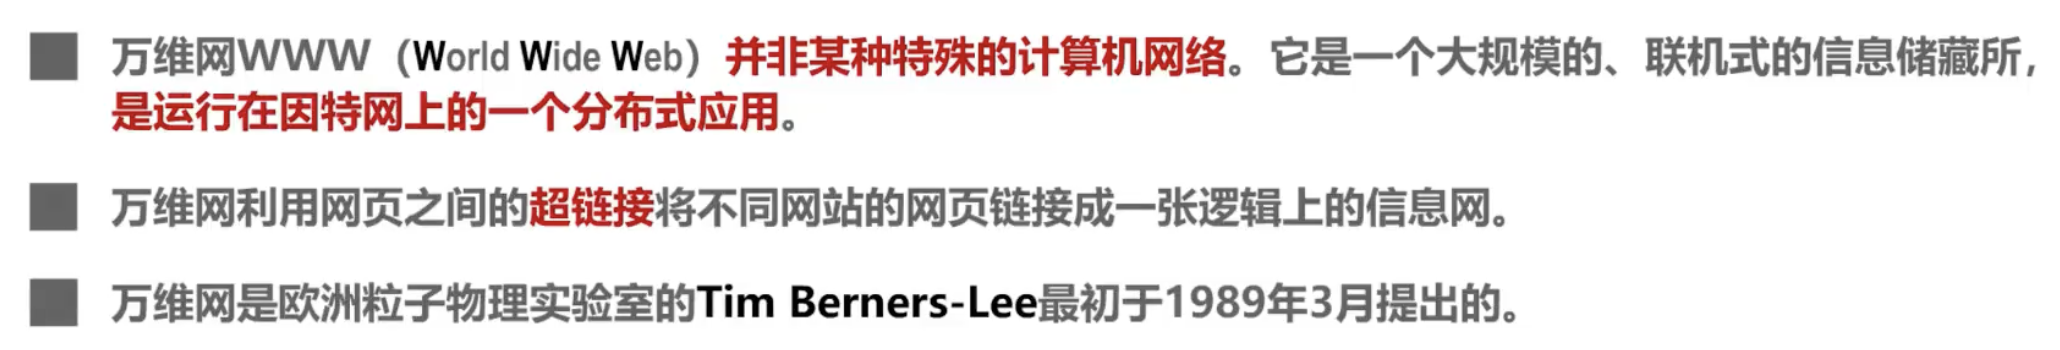 万维网WWW（World Wide Web）并非某种特殊的计算机网络。它是一个大规模的、联机式的信息储藏所，
是运行在因特网上的一个分布式应用。
万维网利用网页之间的超链接将不同网站的网页链接成一张逻辑上的信息网。
万维网是欧洲粒子物理实验室的Tim Berners-Lee最初于1989年3月提出的。